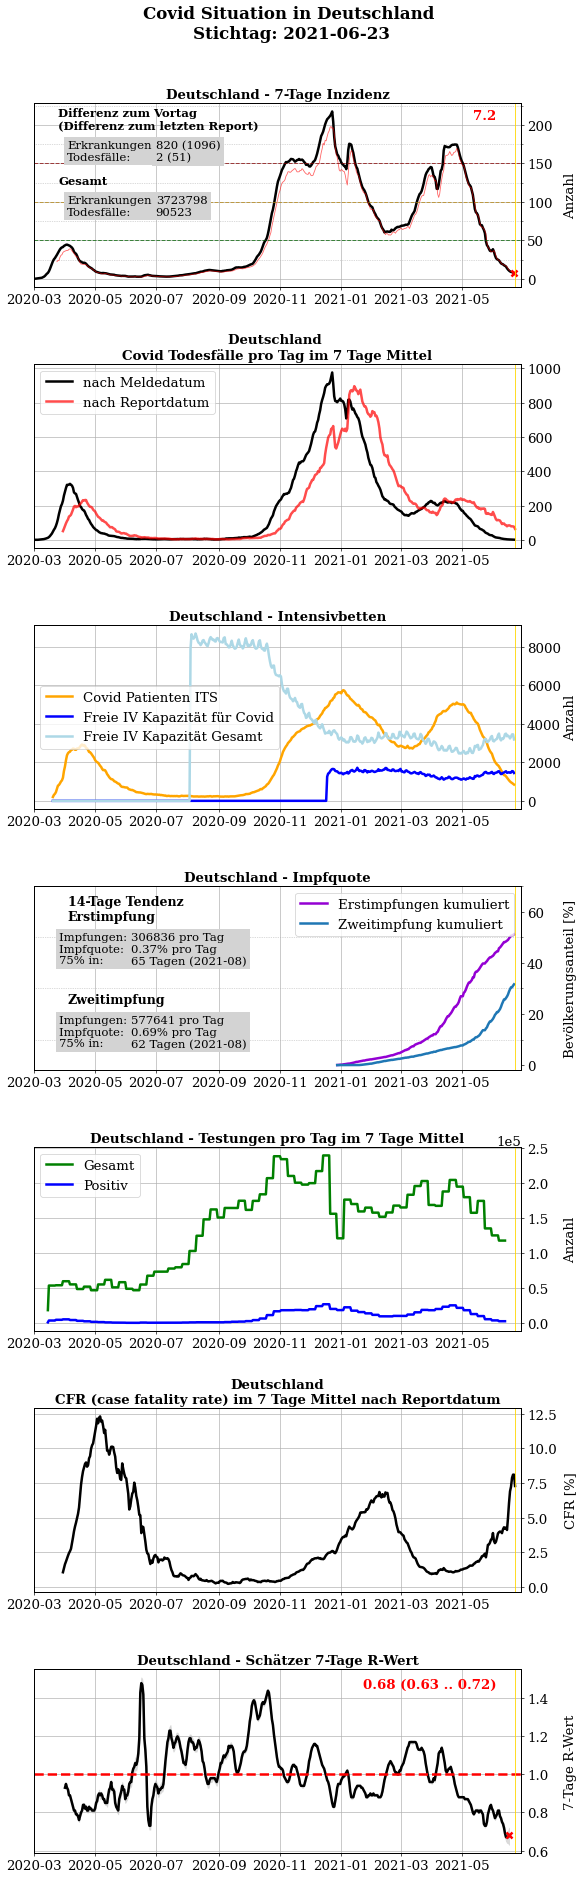 Covid Situation in Deutschland
Stichtag: 2021-06-23
Deutschland - 7-Tage Inzidenz
Differenz zum Vortag
(Differenz zum letzten Report)
7.2
Erkrankungen 820 (1096)
Todesfälle: 2 (51)
Gesamt
Erkrankungen 3723798
Todesfälle: 90523
200
150
100
50
0
Anzahl
2020-03 2020-05 2020-07 2020-09 2020-11 2021-01 2021-03 2021-05
Deutschland
Covid Todesfälle pro Tag im 7 Tage Mittel
nach Meldedatum
nach Reportdatum
1000
800
600
400
200
0
2020-03 2020-05 2020-07 2020-09 2020-11 2021-01 2021-03 2021-05
Deutschland - Intensivbetten
Covid Patienten ITS
Freie IV Kapazität für Covid
Freie IV Kapazität Gesamt
8000
6000
4000
2000
0
Anzahl
2020-03 2020-05 2020-07 2020-09 2020-11 2021-01 2021-03 2021-05
Deutschland - Impfquote
14-Tage Tendenz
Erstimpfung
Impfungen: 306836 pro Tag
Impfquote: 0.37% pro Tag
75% in: 65 Tagen (2021-08)
Zweitimpfung
Impfungen: 577641 pro Tag
Impfquote: 0.69% pro Tag
75% in: 62 Tagen (2021-08)
Erstimpfungen kumuliert
Zweitimpfung kumuliert
60
40
20
0
Bevölkerungsanteil [%]
2020-03 2020-05 2020-07 2020-09 2020-11 2021-01 2021-03 2021-05
Deutschland - Testungen pro Tag im 7 Tage Mittel
1e5
Gesamt
Positiv
2.5
2.0
1.5
1.0
0.5
0.0
Anzahl
2020-03 2020-05 2020-07 2020-09 2020-11 2021-01 2021-03 2021-05
Deutschland
CFR (case fatality rate) im 7 Tage Mittel nach Reportdatum
12.5
10.0
7.5
5.0
2.5
0.0
CFR [%]
2020-03 2020-05 2020-07 2020-09 2020-11 2021-01 2021-03 2021-05
Deutschland - Schätzer 7-Tage R-Wert
0.68 (0.63 .. 0.72)
1.4
1.2
1.0
0.8
0.6
7-Tage R-Wert
2020-03 2020-05 2020-07 2020-09 2020-11 2021-01 2021-03 2021-05